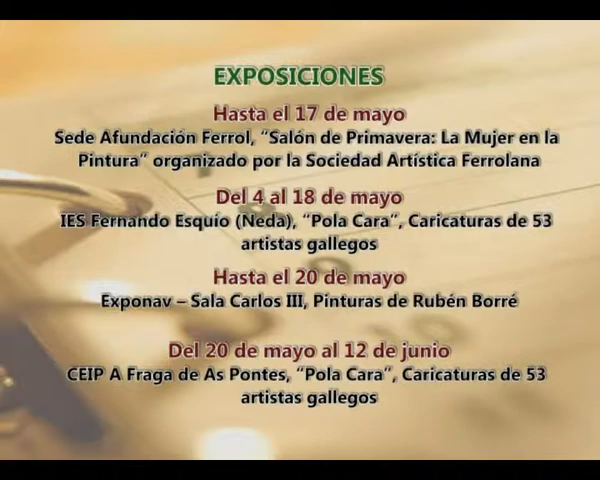 EXPOSICIONES
Hasta el 17 de mayo
Sede Afundación Ferrol, “Salón de Primavera: La Mujer en la
Pintura” organizado por la Sociedad Artística Ferrolana
Del 4 al 18 de mayo
IES Fernando Esquío (Neda), “Pola Cara”, Caricaturas de 53
artistas gallegos
Hasta el 20 de mayo
Exponav – Sala Carlos III, Pinturas de Rubén Borré
Del 20 de mayo al 12 de junio
CEIP A Fraga de As Pontes, “Pola Cara”, Caricaturas de 53
artistas gallegos